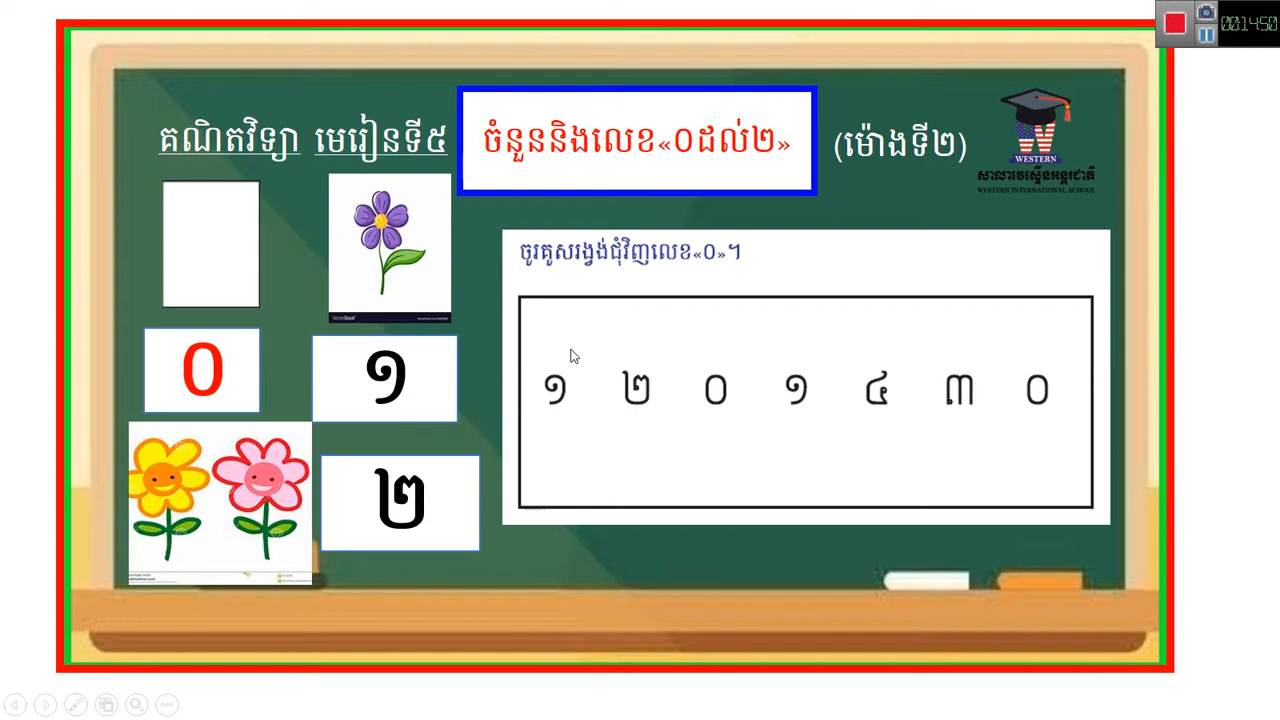 001450
គណិតវិទ្យា មេរៀនទី៥ ចំនួននិងលេខ«០ដល់២» (ម៉ោងទី២)
WESTERN
សាលាវេស្ទើនអន្តរជាតិ
WESTERN INTERNATIONAL SCHOOL
ចូរគូសរង្វង់ជុំវិញលេខ«០»។
VectorStock
០ ១
១ ២ ០ ១ ៤ ៣ ០
២